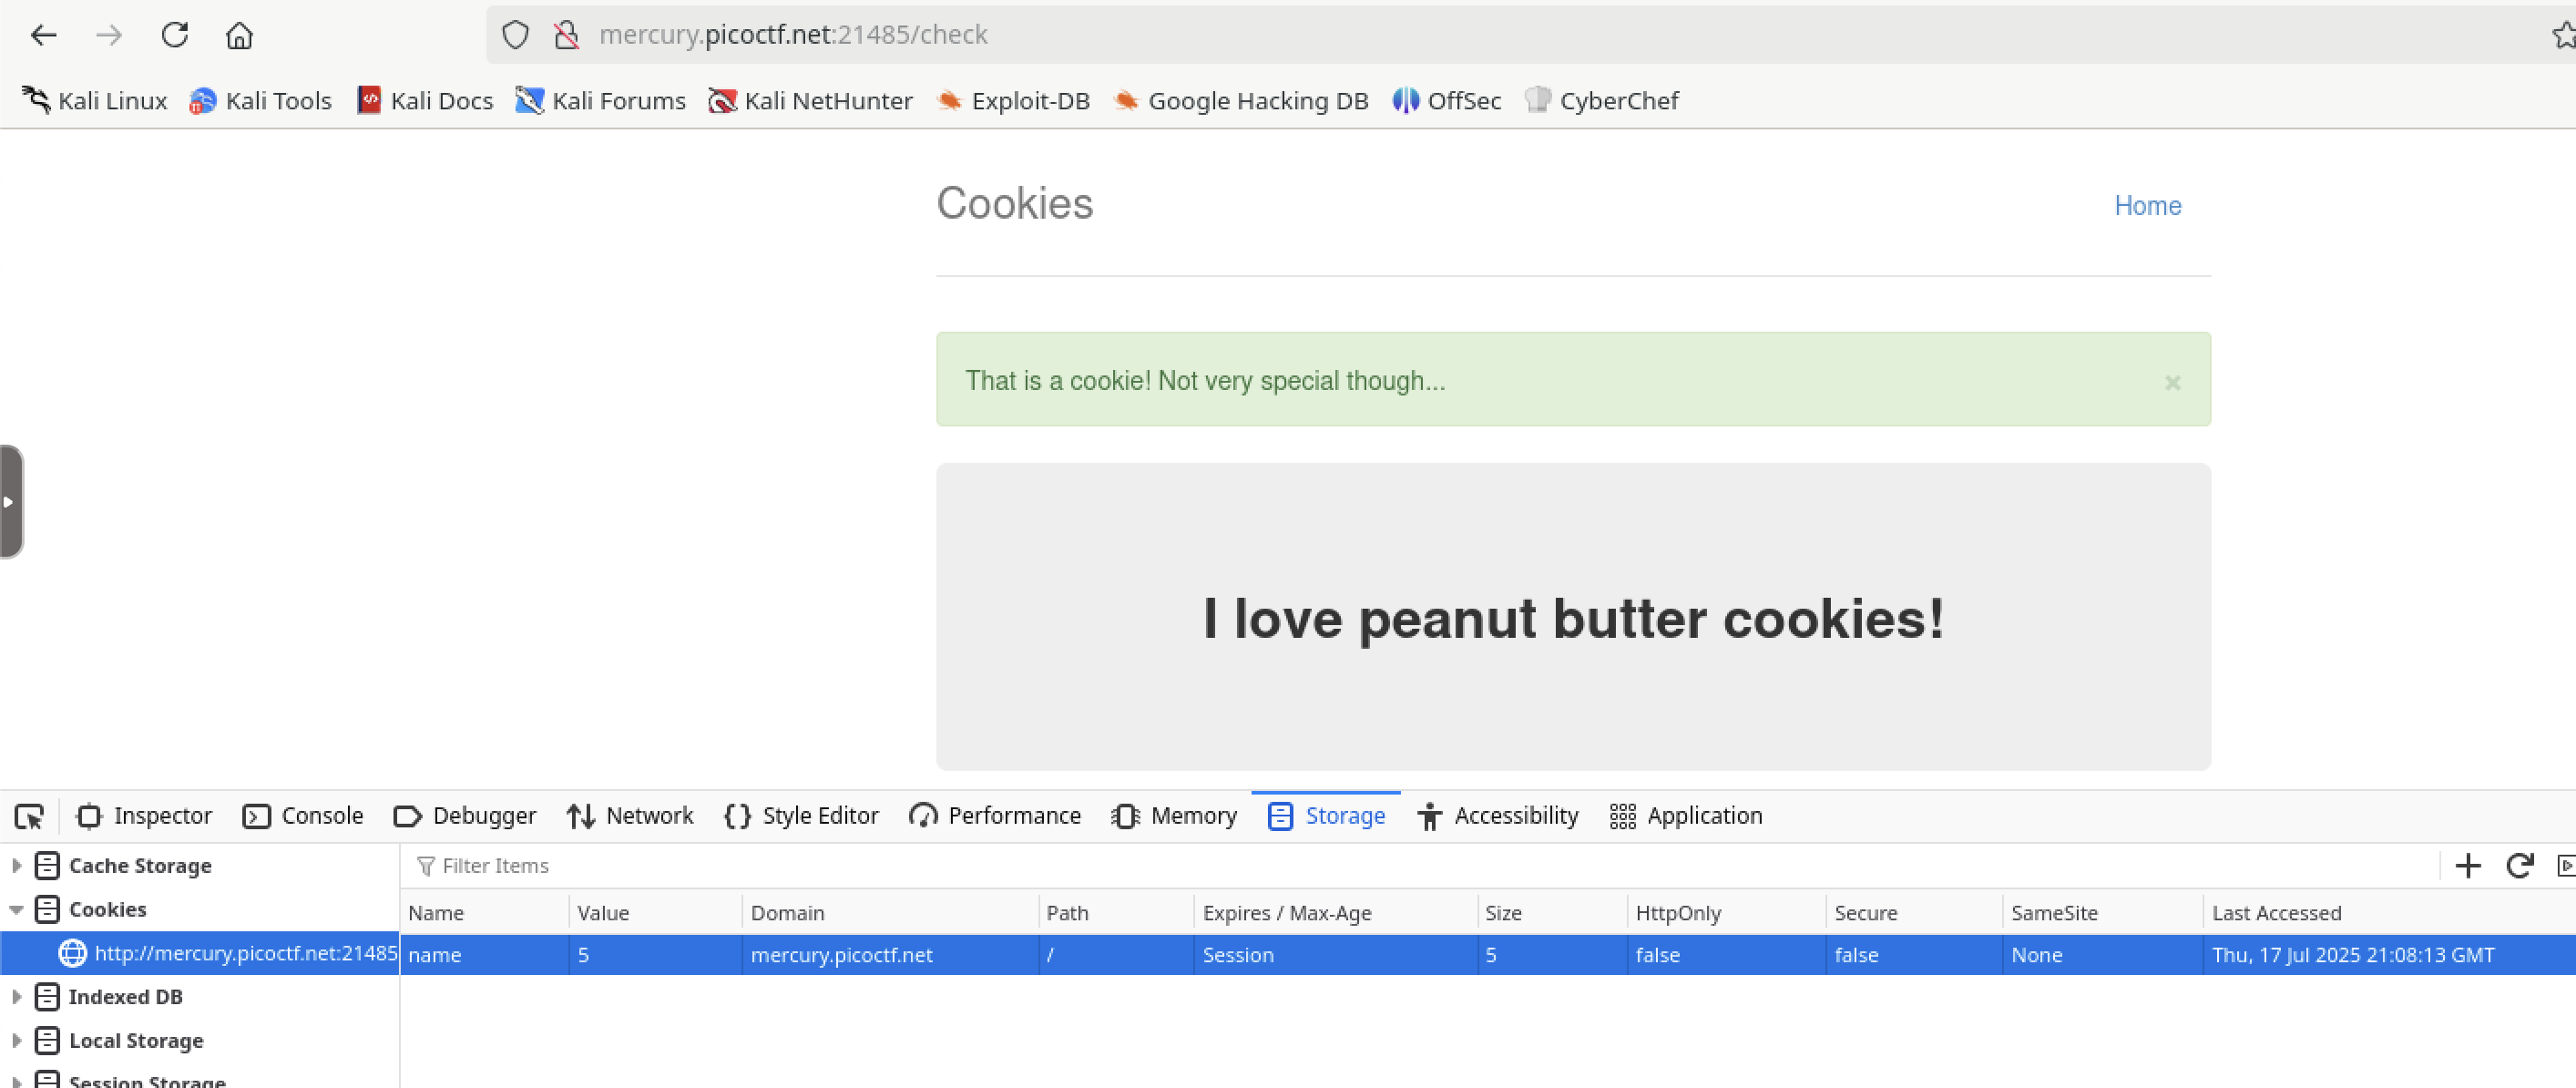 mercury.picoctf.net:21485/check
Kali Linux Kali Tools Kali Docs Kali Forums Kali NetHunter Exploit-DB Google Hacking DB OffSec CyberChef
Cookies Home
That is a cookie! Not very special though... ×
I love peanut butter cookies!
Inspector Console Debugger Network Style Editor Performance Memory Storage Accessibility Application
Cache Storage Filter Items
Cookies Name Value Domain Path Expires / Max-Age Size HttpOnly Secure SameSite Last Accessed
http://mercury.picoctf.net:21485 name 5 mercury.picoctf.net / Session 5 false false None Thu, 17 Jul 2025 21:08:13 GMT
Indexed DB
Local Storage
Session Storage